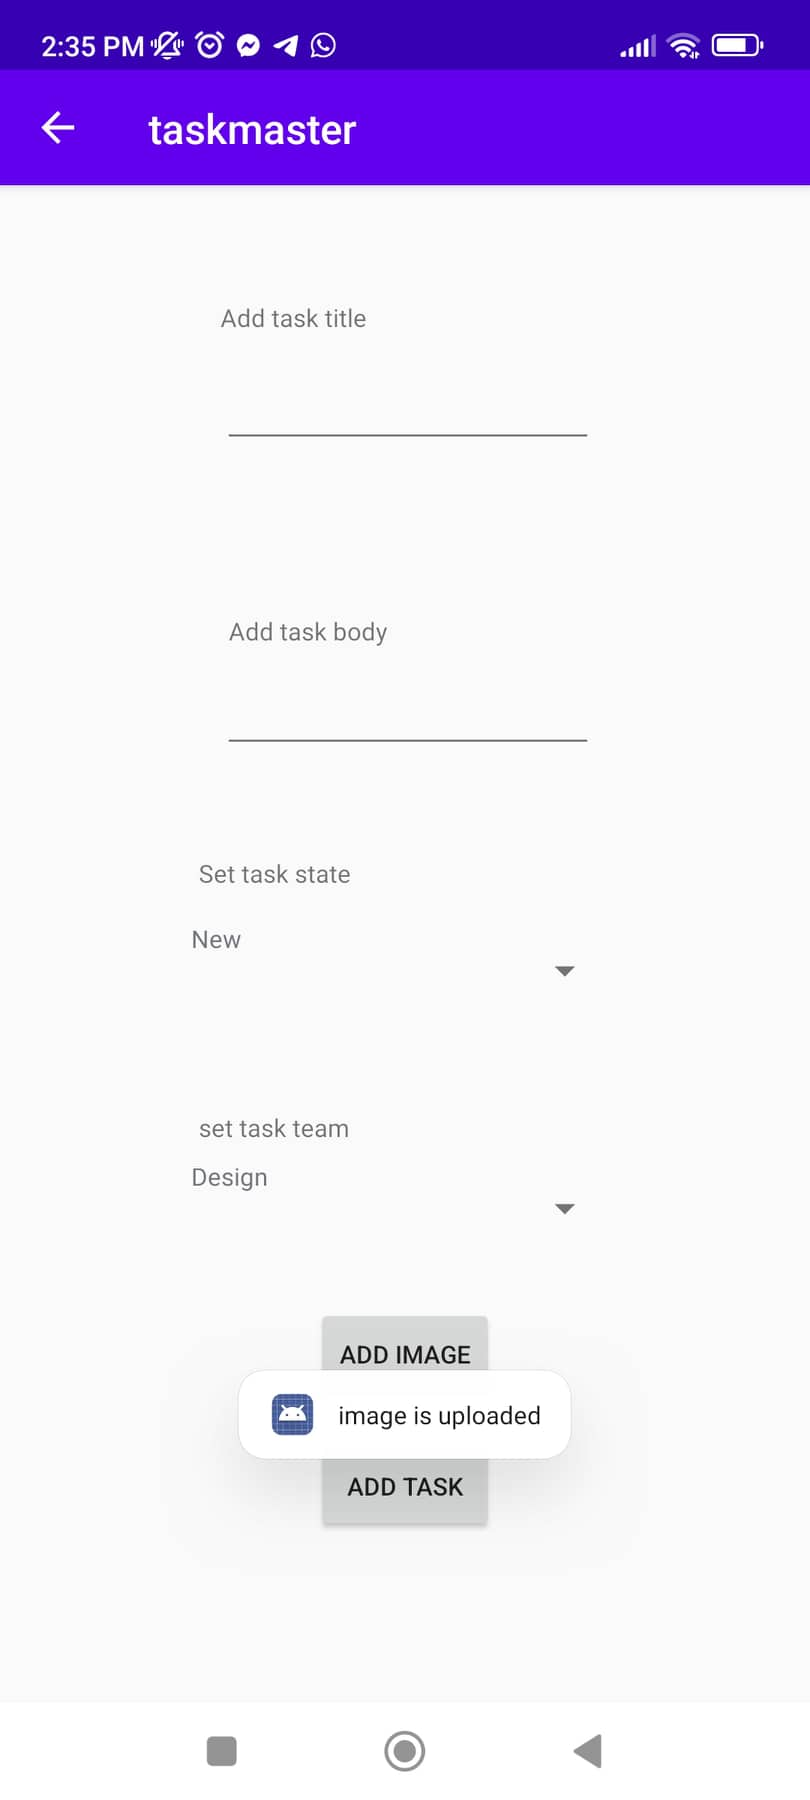 2:35 PM
taskmaster
Add task title
Add task body
Set task state
New
set task team
Design
ADD IMAGE
image is uploaded
ADD TASK